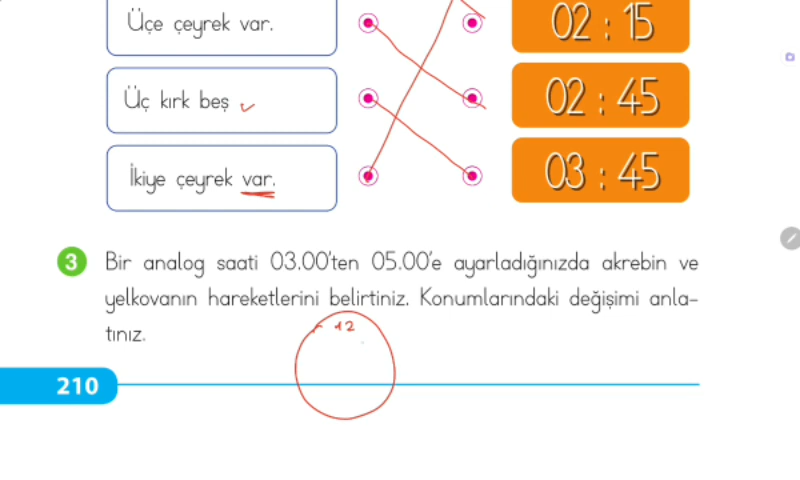 Üçe çeyrek var.
02 : 15
Üç kırk beş
02 : 45
İkiye çeyrek var.
03 : 45
3 Bir analog saati 03.00'ten 05.00'e ayarladığınızda akrebin ve
yelkovanın hareketlerini belirtiniz. Konumlarındaki değişimi anla-
tınız.
12
210